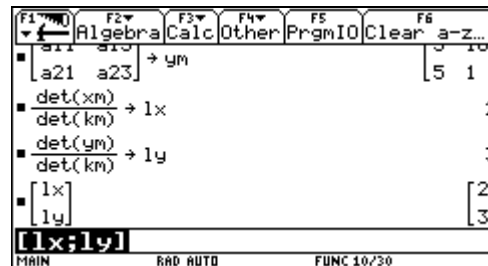 F1 F2 F3 F4 F5 F6
Algebra Calc Other PrgmIO Clear a-z…
a11 a13
a21 a23 → ym
5 1
det(xm)
det(km) → lx
det(ym)
det(km) → ly
lx
ly
2
3
[lx;ly]
MAIN RAD AUTO FUNC 10/30